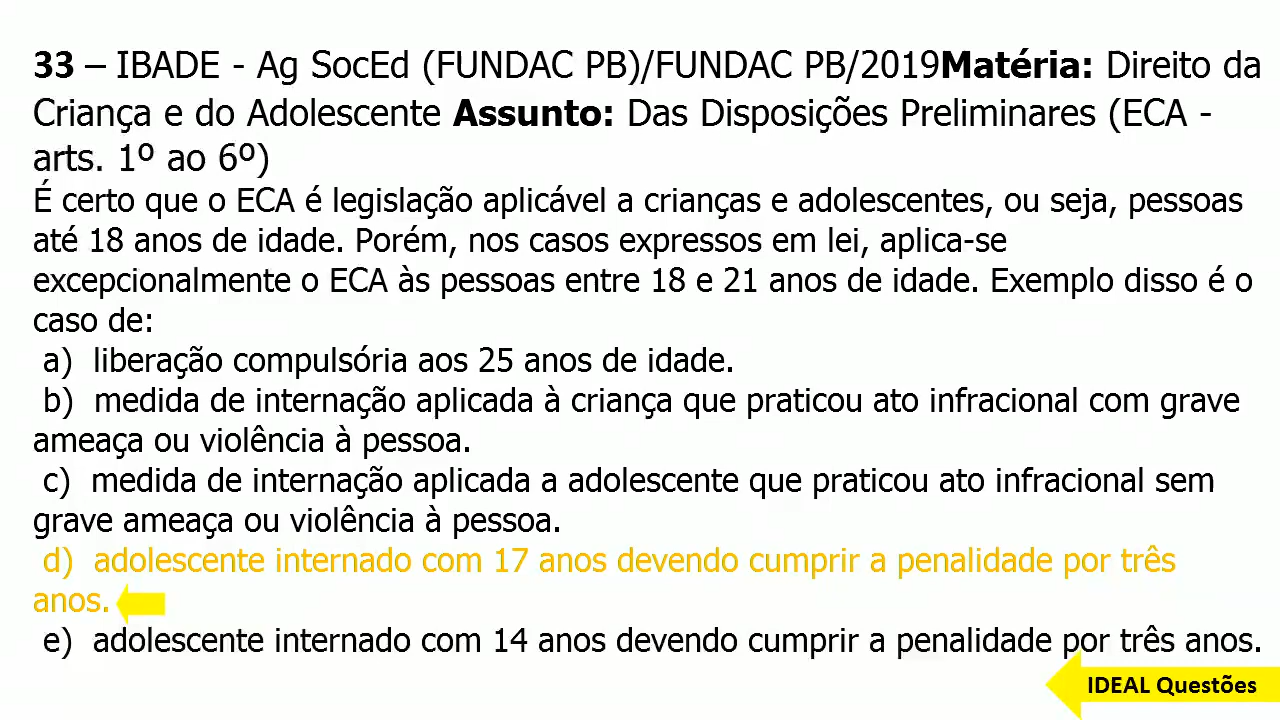 33 – IBADE - Ag SocEd (FUNDAC PB)/FUNDAC PB/2019Matéria: Direito da
Criança e do Adolescente Assunto: Das Disposições Preliminares (ECA -
arts. 1º ao 6º)
É certo que o ECA é legislação aplicável a crianças e adolescentes, ou seja, pessoas
até 18 anos de idade. Porém, nos casos expressos em lei, aplica-se
excepcionalmente o ECA às pessoas entre 18 e 21 anos de idade. Exemplo disso é o
caso de:
a) liberação compulsória aos 25 anos de idade.
b) medida de internação aplicada à criança que praticou ato infracional com grave
ameaça ou violência à pessoa.
c) medida de internação aplicada a adolescente que praticou ato infracional sem
grave ameaça ou violência à pessoa.
d) adolescente internado com 17 anos devendo cumprir a penalidade por três
anos.
e) adolescente internado com 14 anos devendo cumprir a penalidade por três anos.
IDEAL Questões